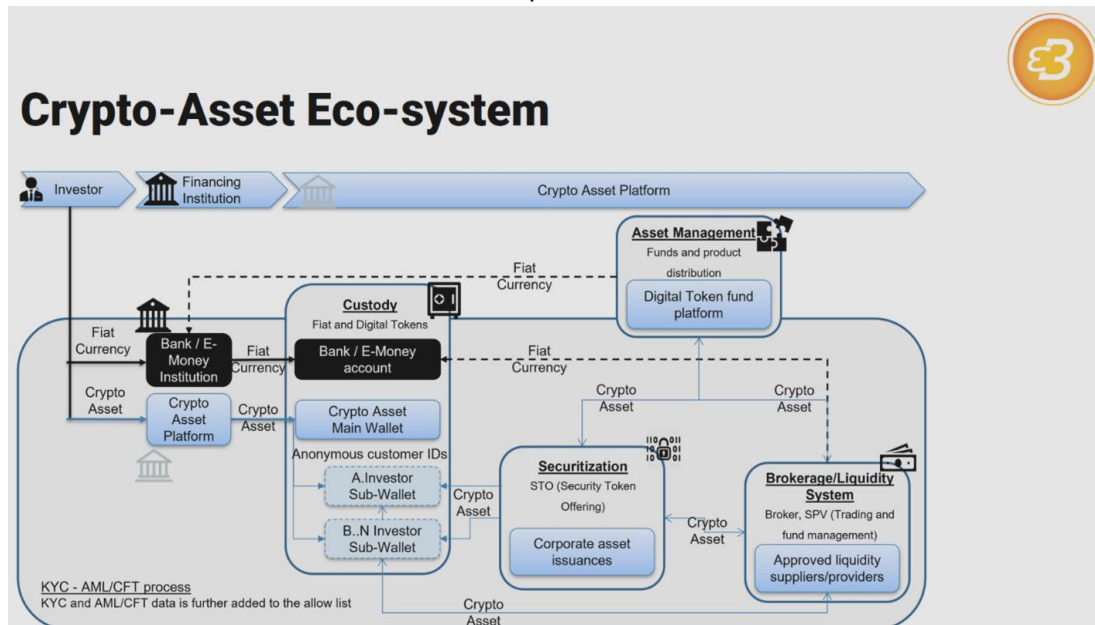 Crypto-Asset Eco-system
Investor
Financing
Institution
Crypto Asset Platform
Asset Management
Funds and product
distribution
Digital Token fund
platform
Fiat
Currency
Custody
Fiat and Digital Tokens
Bank / E-Money
account
Fiat
Currency
Bank / E-
Money
Institution
Fiat
Currency
Fiat
Currency
Crypto
Asset
Crypto
Asset
Platform
Crypto
Asset
Crypto Asset
Main Wallet
Crypto
Asset
Crypto
Asset
Anonymous customer IDs
A.Investor
Sub-Wallet
B..N Investor
Sub-Wallet
Crypto
Asset
Securitization
STO (Security Token
Offering)
Corporate asset
issuances
Crypto
Asset
Brokerage/Liquidity
System
Broker, SPV (Trading and
fund management)
Approved liquidity
suppliers/providers
KYC - AML/CFT process
KYC and AML/CFT data is further added to the allow list
Crypto
Asset